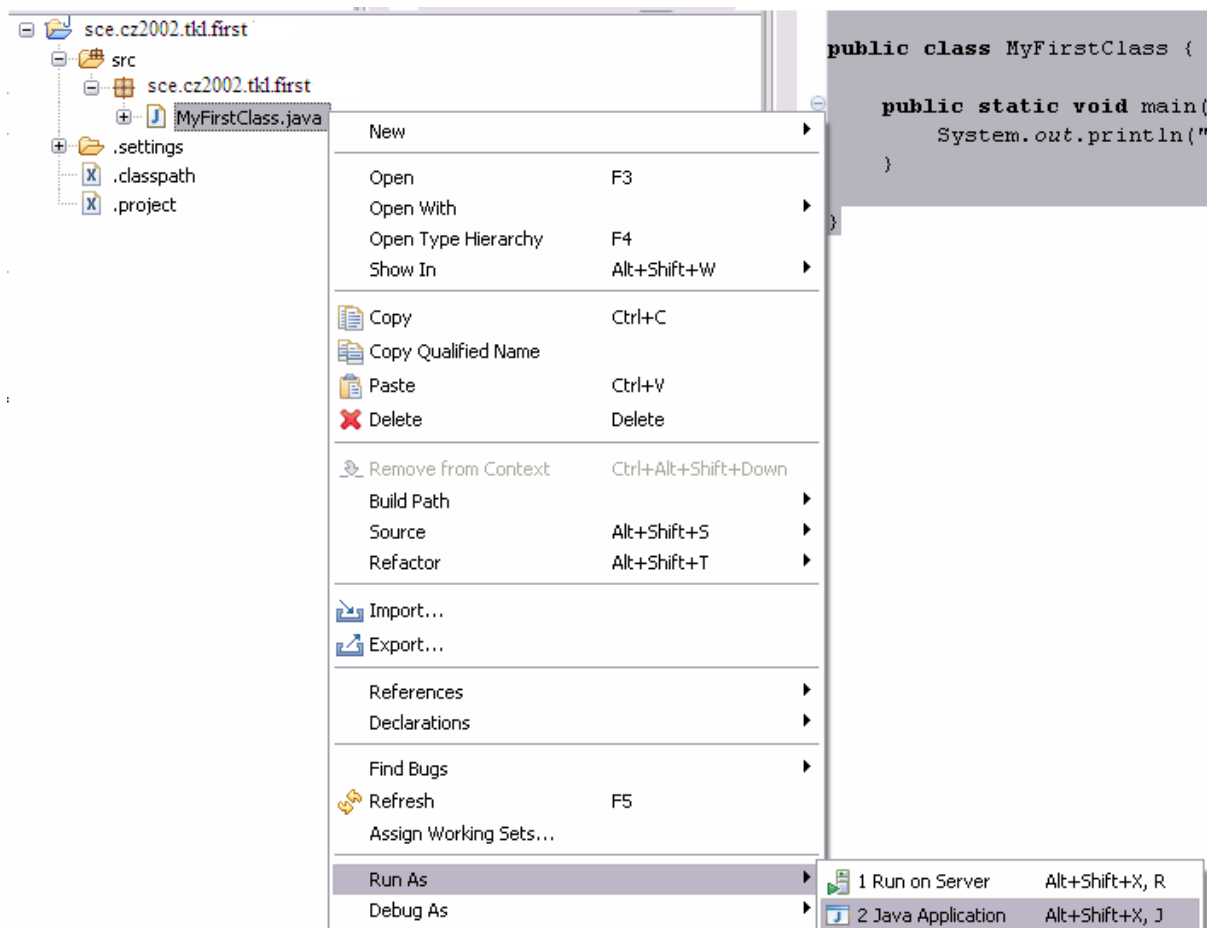 sce.cz2002.tkl.first
src
sce.cz2002.tkl.first
MyFirstClass.java
.settings
.classpath
.project
public class MyFirstClass {
public static void main(
System.out.println("
}
}
New
Open F3
Open With
Open Type Hierarchy F4
Show In Alt+Shift+W
Copy Ctrl+C
Copy Qualified Name
Paste Ctrl+V
Delete Delete
Remove from Context Ctrl+Alt+Shift+Down
Build Path
Source Alt+Shift+S
Refactor Alt+Shift+T
Import...
Export...
References
Declarations
Find Bugs
Refresh F5
Assign Working Sets...
Run As
Debug As
1 Run on Server Alt+Shift+X, R
2 Java Application Alt+Shift+X, J